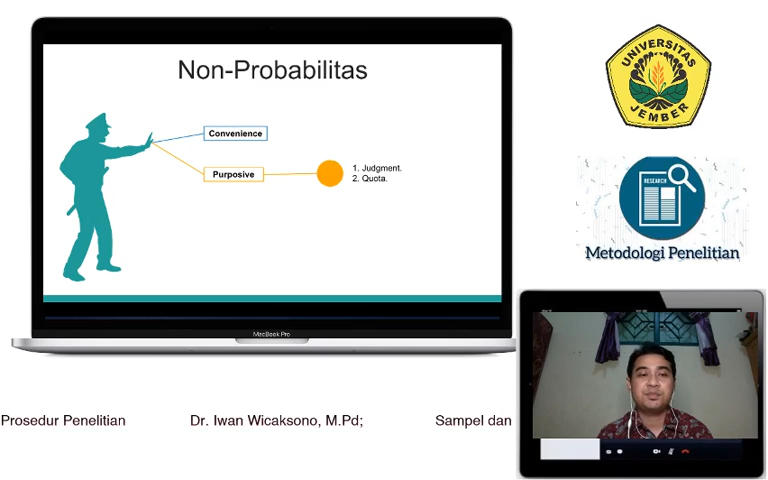 Non-Probabilitas
Convenience
Purposive
1. Judgment.
2. Quota.
MacBook Pro
UNIVERSITAS
JEMBER
RESEARCH
Metodologi Penelitian
Prosedur Penelitian
Dr. Iwan Wicaksono, M.Pd;
Sampel dan